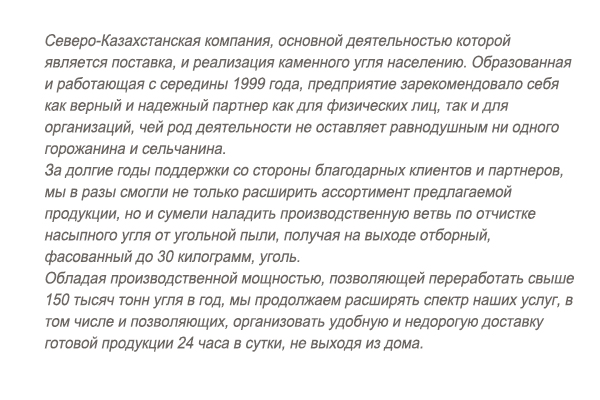 Северо-Казахстанская компания, основной деятельностью которой
является поставка, и реализация каменного угля населению. Образованная
и работающая с середины 1999 года, предприятие зарекомендовало себя
как верный и надежный партнер как для физических лиц, так и для
организаций, чей род деятельности не оставляет равнодушным ни одного
горожанина и сельчанина.
За долгие годы поддержки со стороны благодарных клиентов и партнеров,
мы в разы смогли не только расширить ассортимент предлагаемой
продукции, но и сумели наладить производственную ветвь по отчистке
насыпного угля от угольной пыли, получая на выходе отборный,
фасованный до 30 килограмм, уголь.
Обладая производственной мощностью, позволяющей переработать свыше
150 тысяч тонн угля в год, мы продолжаем расширять спектр наших услуг, в
том числе и позволяющих, организовать удобную и недорогую доставку
готовой продукции 24 часа в сутки, не выходя из дома.